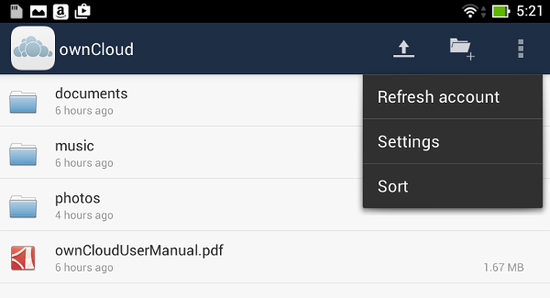 5:21
ownCloud
Refresh account
Settings
Sort
documents
6 hours ago
music
6 hours ago
photos
4 hours ago
ownCloudUserManual.pdf
6 hours ago
1.67 MB